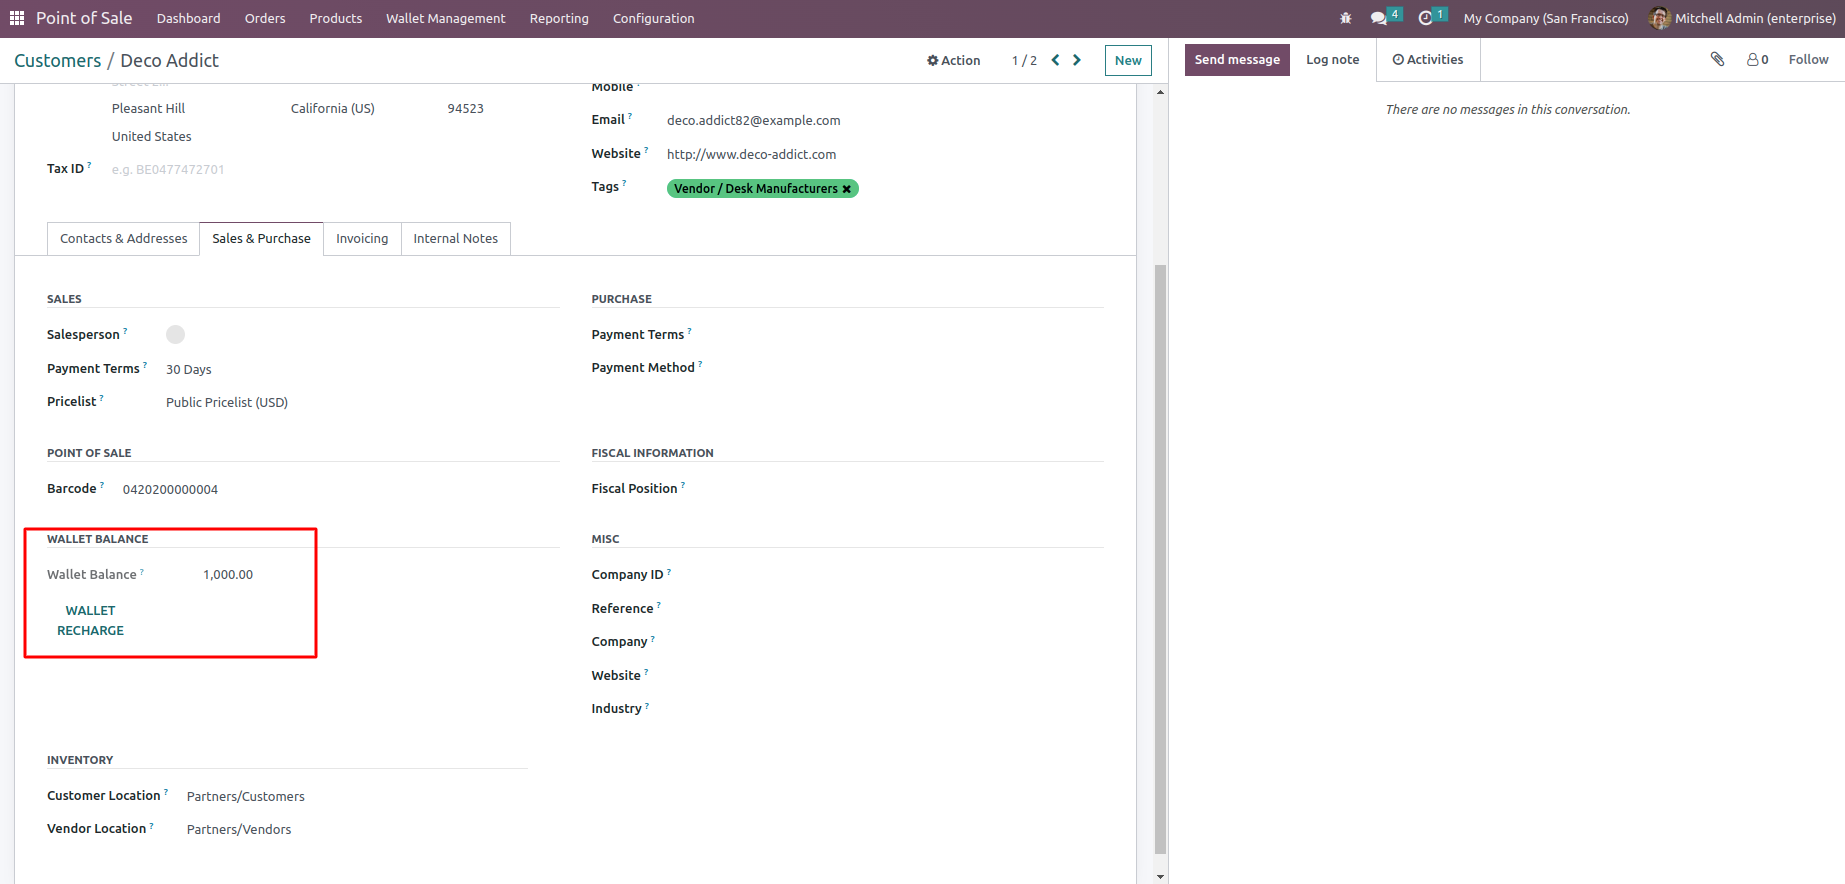 Point of Sale Dashboard Orders Products Wallet Management Reporting Configuration 4 1 My Company (San Francisco) Mitchell Admin (enterprise)
Customers / Deco Addict Action 1 / 2 New Send message Log note Activities 0 Follow
There are no messages in this conversation.
Pleasant Hill California (US) 94523
United States
Tax ID ? e.g. BE0477472701
Mobile ?
Email ? deco.addict82@example.com
Website ? http://www.deco-addict.com
Tags ? Vendor / Desk Manufacturers ✖
Contacts & Addresses Sales & Purchase Invoicing Internal Notes
SALES
Salesperson ?
Payment Terms ? 30 Days
Pricelist ? Public Pricelist (USD)
PURCHASE
Payment Terms ?
Payment Method ?
POINT OF SALE
Barcode ? 0420200000004
FISCAL INFORMATION
Fiscal Position ?
WALLET BALANCE
Wallet Balance ? 1,000.00
WALLET
RECHARGE
MISC
Company ID ?
Reference ?
Company ?
Website ?
Industry ?
INVENTORY
Customer Location ? Partners/Customers
Vendor Location ? Partners/Vendors